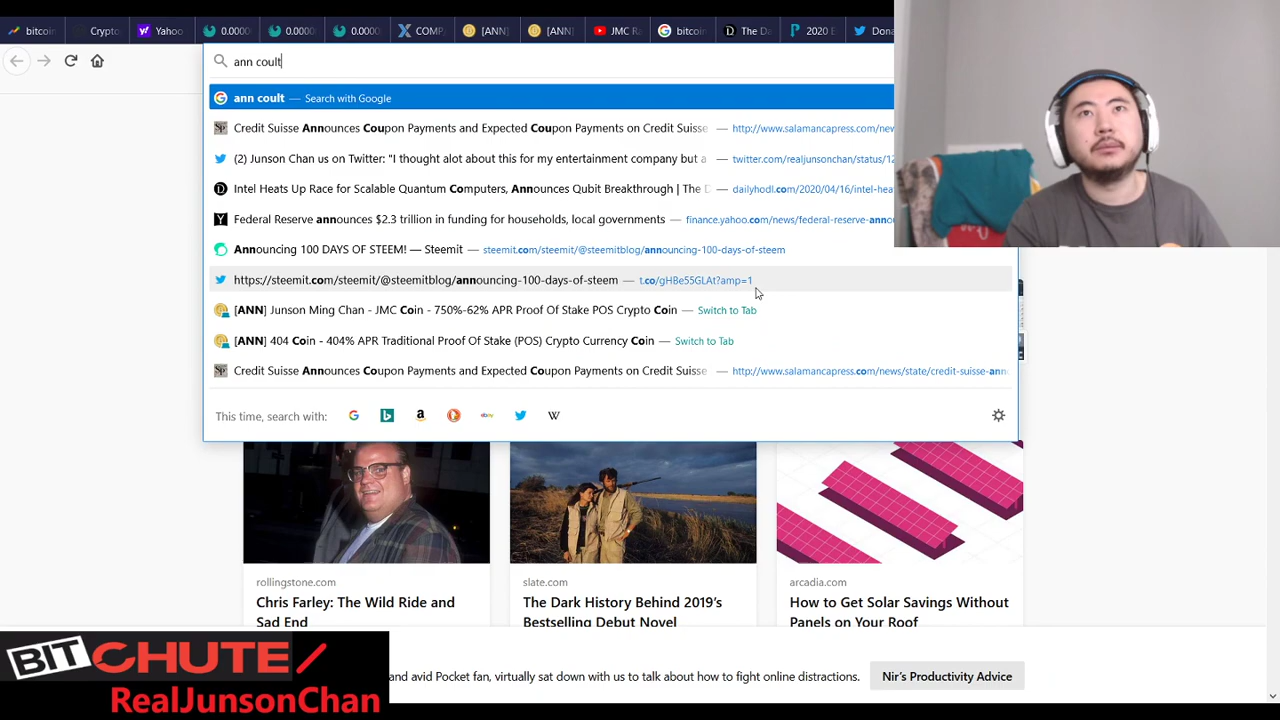 bitcoin
Crypto
Yahoo
0.0000
0.0000
0.0000
COMP
[ANN]
[ANN]
JMC R
bitcoi
The Da
2020 E
Dona
ann coult
ann coult — Search with Google
Credit Suisse Announces Coupon Payments and Expected Coupon Payments on Credit Suisse — http://www.salamancapress.com/new
(2) Junson Chan us on Twitter: "I thought alot about this for my entertainment company but a — twitter.com/realjunsonchan/status/12
Intel Heats Up Race for Scalable Quantum Computers, Announces Qubit Breakthrough | The D — dailyhodl.com/2020/04/16/intel-hea
Federal Reserve announces $2.3 trillion in funding for households, local governments — finance.yahoo.com/news/federal-reserve-anno
Announcing 100 DAYS OF STEEM! — Steemit — steemit.com/steemit/@steemitblog/announcing-100-days-of-steem
https://steemit.com/steemit/@steemitblog/announcing-100-days-of-steem — t.co/gHBe55GLAt?amp=1
[ANN] Junson Ming Chan - JMC Coin - 750%-62% APR Proof Of Stake POS Crypto Coin — Switch to Tab
[ANN] 404 Coin - 404% APR Traditional Proof Of Stake (POS) Crypto Currency Coin — Switch to Tab
Credit Suisse Announces Coupon Payments and Expected Coupon Payments on Credit Suisse — http://www.salamancapress.com/news/state/credit-suisse-ann
This time, search with:
rollingstone.com
Chris Farley: The Wild Ride and
Sad End
slate.com
The Dark History Behind 2019's
Bestselling Debut Novel
arcadia.com
How to Get Solar Savings Without
Panels on Your Roof
and avid Pocket fan, virtually sat down with us to talk about how to fight online distractions.
Nir's Productivity Advice
BITCHUTE/
RealJunsonChan